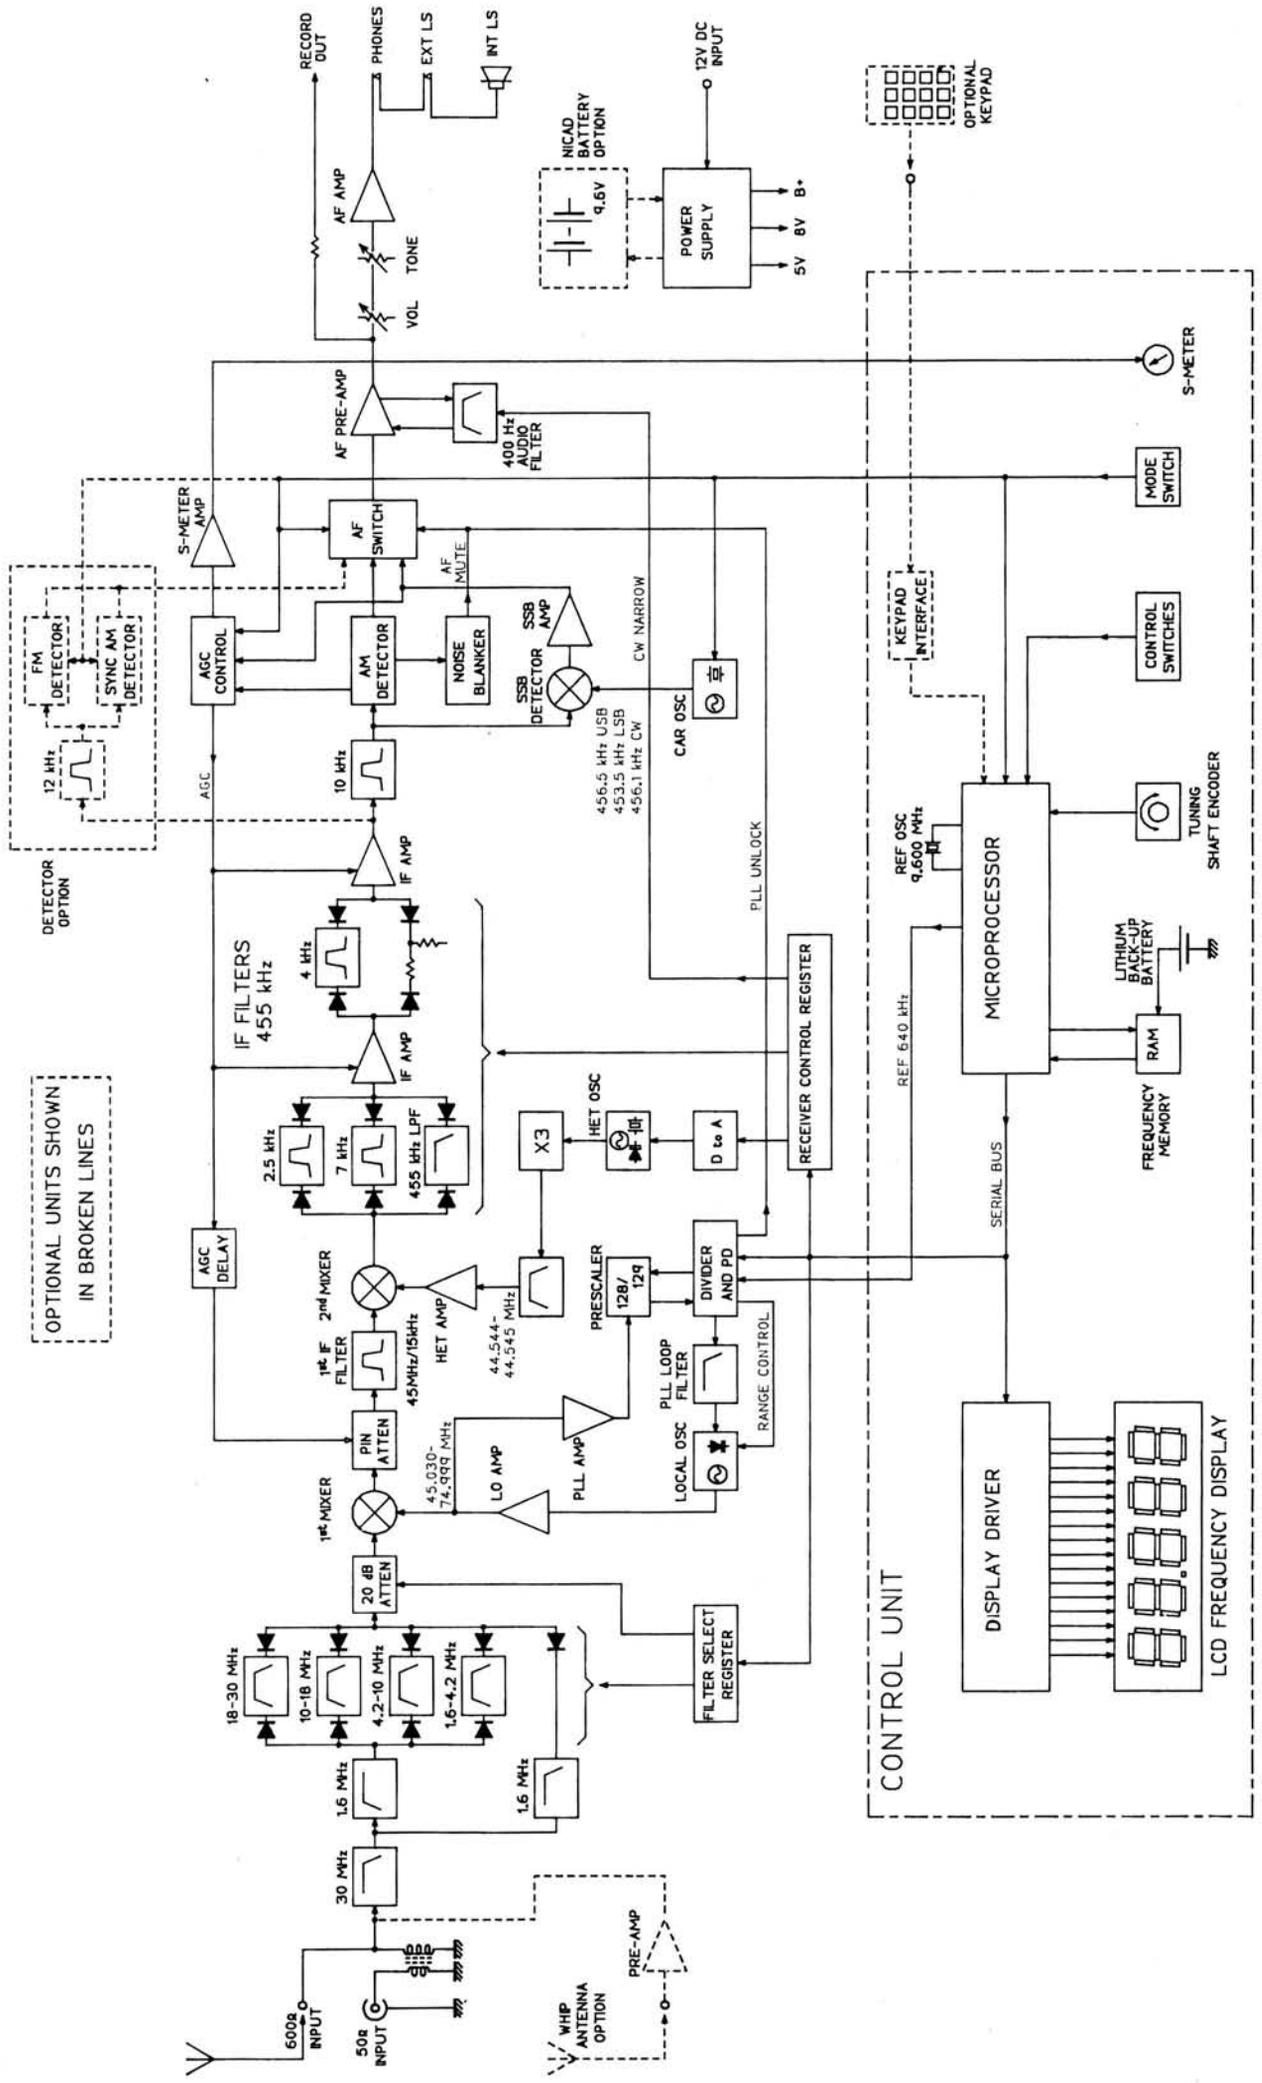 RECORD
OUT
PHONES
EXT LS
INT LS
AF AMP
TONE
VOL
NICAD
BATTERY
OPTION
9.6V
12V DC
INPUT
POWER
SUPPLY
5V
8V
B+
OPTIONAL
KEYPAD
AF PRE-AMP
400 Hz
AUDIO
FILTER
S-METER
S-METER
AMP
AF
SWITCH
AF
MUTE
MODE
SWITCH
DETECTOR
OPTION
12 kHz
FM
DETECTOR
SYNC AM
DETECTOR
AGC
CONTROL
AGC
10 kHz
AM
DETECTOR
NOISE
BLANKER
SSB
DETECTOR
SSB
AMP
CAR OSC
456.5 kHz USB
453.5 kHz LSB
456.1 kHz CW
CW NARROW
PLL UNLOCK
KEYPAD
INTERFACE
CONTROL
SWITCHES
IF FILTERS
455 kHz
IF AMP
4 kHz
IF AMP
2.5 kHz
7 kHz
455 kHz LPF
OPTIONAL UNITS SHOWN
IN BROKEN LINES
AGC
DELAY
2nd MIXER
1st IF
FILTER
45MHz/15kHz
HET AMP
44.544-
44.545 MHz
X3
HET OSC
D to A
RECEIVER CONTROL REGISTER
PRESCALER
128/
129
DIVIDER
AND PD
PLL LOOP
FILTER
RANGE CONTROL
LOCAL OSC
PLL AMP
LO AMP
45.030-
74.999 MHz
PIN
ATTEN
1st MIXER
20 dB
ATTEN
18-30 MHz
10-18 MHz
4.2-10 MHz
1.6-4.2 MHz
1.6 MHz
1.6 MHz
30 MHz
FILTER SELECT
REGISTER
600Ω
INPUT
50Ω
INPUT
WHIP
ANTENNA
OPTION
PRE-AMP
REF 640 kHz
REF OSC
9.600 MHz
MICROPROCESSOR
TUNING
SHAFT ENCODER
LITHIUM
BACK-UP
BATTERY
RAM
FREQUENCY
MEMORY
SERIAL BUS
DISPLAY DRIVER
LCD FREQUENCY DISPLAY
CONTROL UNIT